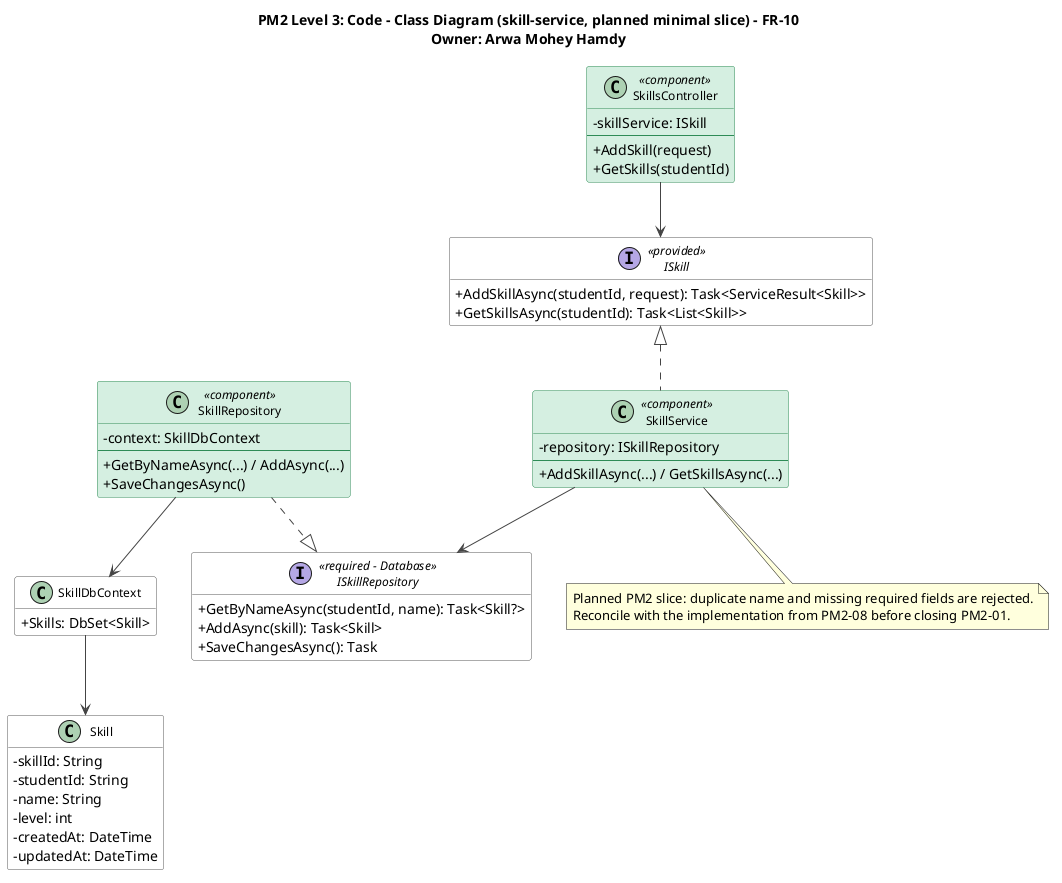 PM2 Level 3: Code - Class Diagram (skill-service, planned minimal slice) - FR-10
Owner: Arwa Mohey Hamdy
C
«component»
SkillsController
-skillService: ISkill
+AddSkill(request)
+GetSkills(studentId)
I
«provided»
ISkill
+AddSkillAsync(studentId, request): Task<ServiceResult<Skill>>
+GetSkillsAsync(studentId): Task<List<Skill>>
C
«component»
SkillRepository
-context: SkillDbContext
+GetByNameAsync(...) / AddAsync(...)
+SaveChangesAsync()
C
«component»
SkillService
-repository: ISkillRepository
+AddSkillAsync(...) / GetSkillsAsync(...)
C
SkillDbContext
+Skills: DbSet<Skill>
I
«required - Database»
ISkillRepository
+GetByNameAsync(studentId, name): Task<Skill?>
+AddAsync(skill): Task<Skill>
+SaveChangesAsync(): Task
Planned PM2 slice: duplicate name and missing required fields are rejected.
Reconcile with the implementation from PM2-08 before closing PM2-01.
C
Skill
-skillId: String
-studentId: String
-name: String
-level: int
-createdAt: DateTime
-updatedAt: DateTime